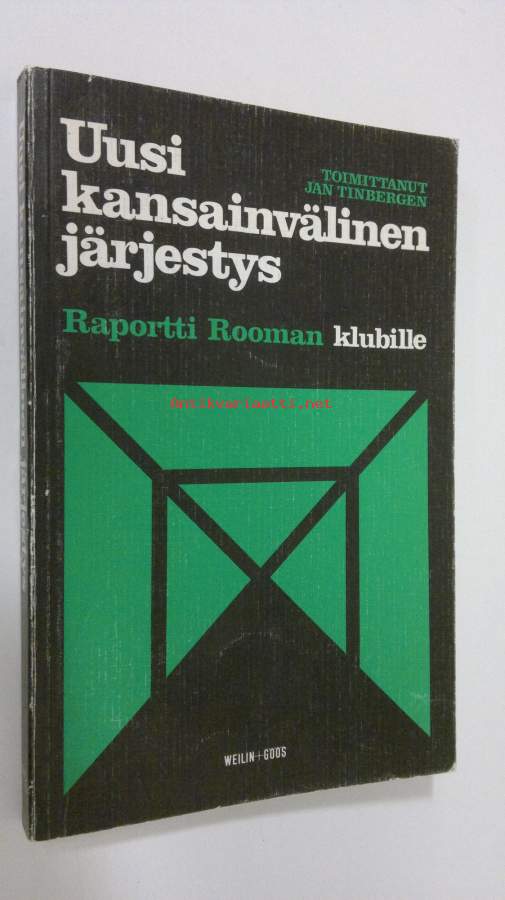 Uusi
kansainvälinen
järjestys
TOIMITTANUT
JAN TINBERGEN
Raportti Rooman klubille
Antikvariaatti.net
WEILIN+GÖÖS